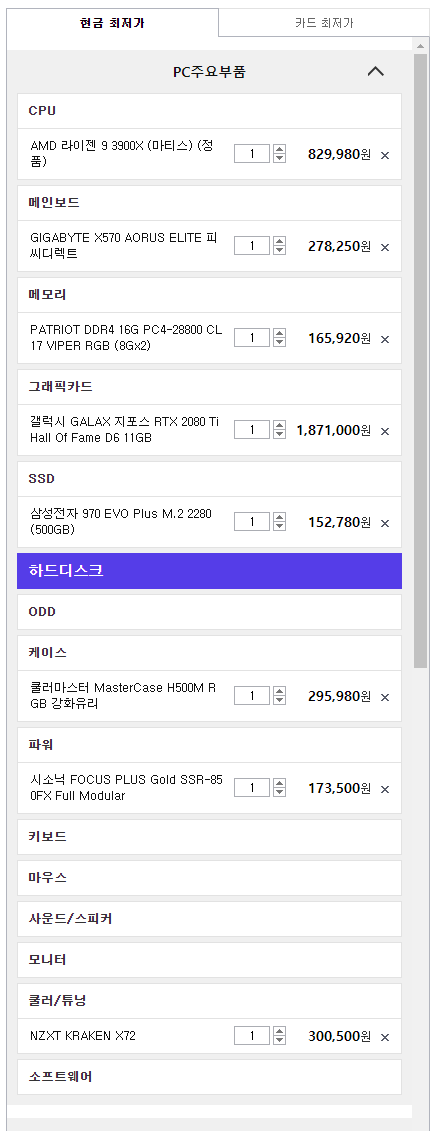 현금 최저가
카드 최저가
PC주요부품
CPU
AMD 라이젠 9 3900X (마티스) (정
품)
1
829,980원
메인보드
GIGABYTE X570 AORUS ELITE 피
씨디렉트
1
278,250원
메모리
PATRIOT DDR4 16G PC4-28800 CL
17 VIPER RGB (8Gx2)
1
165,920원
그래픽카드
갤럭시 GALAX 지포스 RTX 2080 Ti
Hall Of Fame D6 11GB
1
1,871,000원
SSD
삼성전자 970 EVO Plus M.2 2280
(500GB)
1
152,780원
하드디스크
ODD
케이스
쿨러마스터 MasterCase H500M R
GB 강화유리
1
295,980원
파워
시소닉 FOCUS PLUS Gold SSR-85
0FX Full Modular
1
173,500원
키보드
마우스
사운드/스피커
모니터
쿨러/튜닝
NZXT KRAKEN X72
1
300,500원
소프트웨어